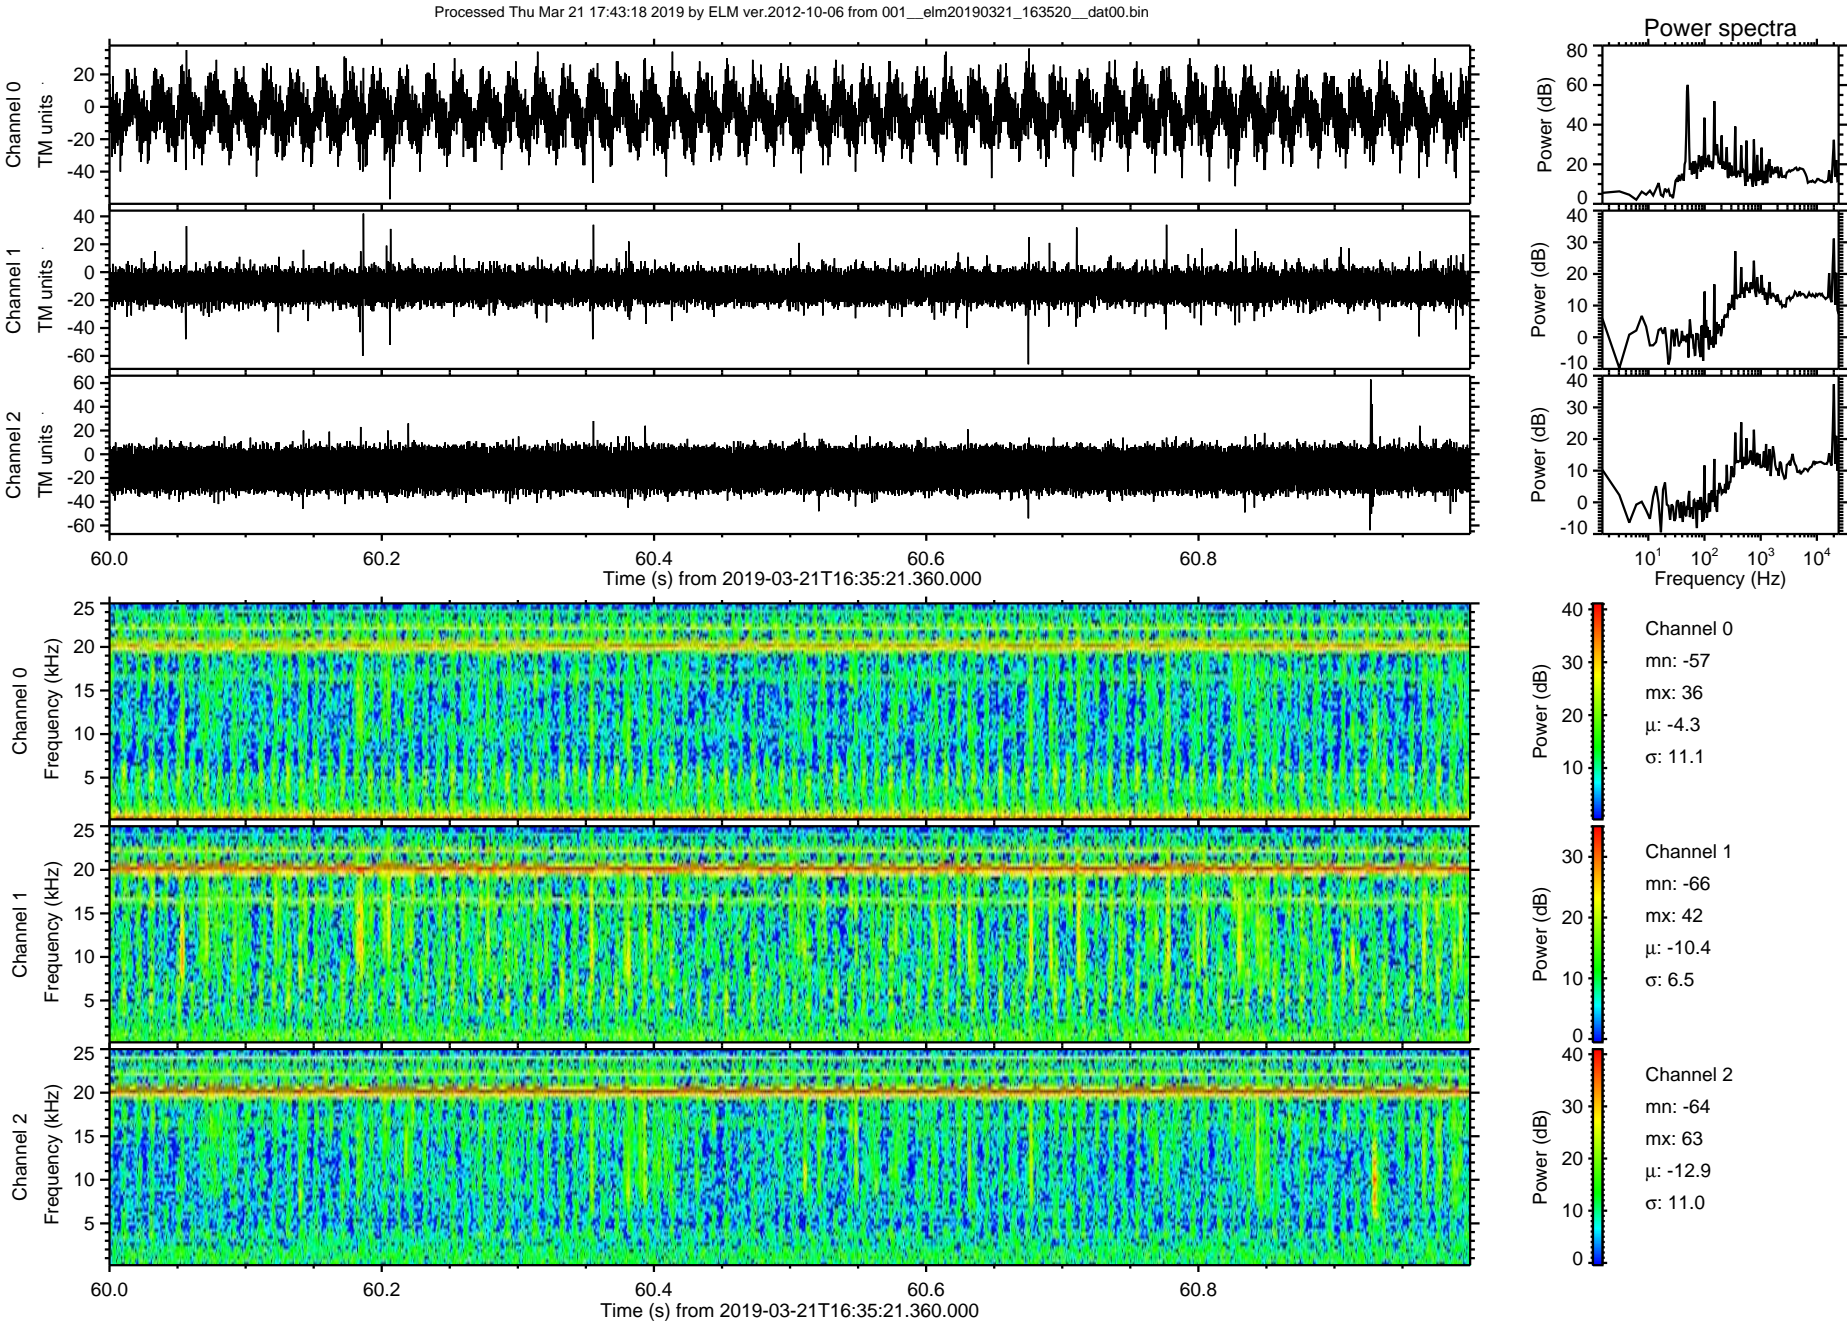 Processed Thu Mar 21 17:43:18 2019 by ELM ver.2012-10-06 from 001__elm20190321_163520__dat00.bin
Power spectra
Channel 0
TM units
20
0
-20
-40
Power (dB)
80
60
40
20
0
Channel 1
TM units
40
20
0
-20
-40
-60
Power (dB)
40
30
20
10
0
-10
Channel 2
TM units
60
40
20
0
-20
-40
-60
Power (dB)
40
30
20
10
0
-10
60.0 60.2 60.4 60.6 60.8
Time (s) from 2019-03-21T16:35:21.360.000
10¹ 10² 10³ 10⁴
Frequency (Hz)
Channel 0
Frequency (kHz)
25
20
15
10
5
Power (dB)
40
30
20
10
Channel 0
mn: -57
mx: 36
μ: -4.3
σ: 11.1
Channel 1
Frequency (kHz)
25
20
15
10
5
Power (dB)
30
20
10
0
Channel 1
mn: -66
mx: 42
μ: -10.4
σ: 6.5
Channel 2
Frequency (kHz)
25
20
15
10
5
Power (dB)
40
30
20
10
0
Channel 2
mn: -64
mx: 63
μ: -12.9
σ: 11.0
60.0 60.2 60.4 60.6 60.8
Time (s) from 2019-03-21T16:35:21.360.000